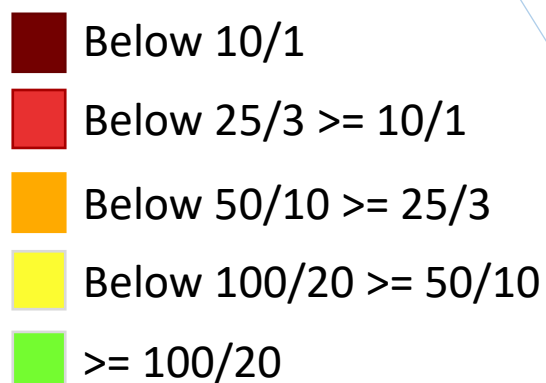 Below 10/1
Below 25/3 >= 10/1
Below 50/10 >= 25/3
Below 100/20 >= 50/10
>= 100/20